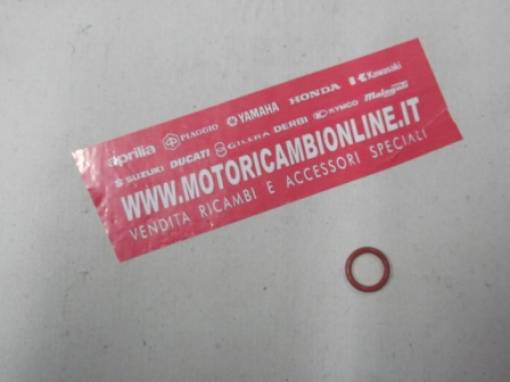 aprilia PIAGGIO YAMAHA HONDA Kawasaki
SUZUKI DUCATI GILERA DERBI KYMCO Malaguti
WWW.MOTORICAMBIONLINE.IT
VENDITA RICAMBI E ACCESSORI SPECIALI